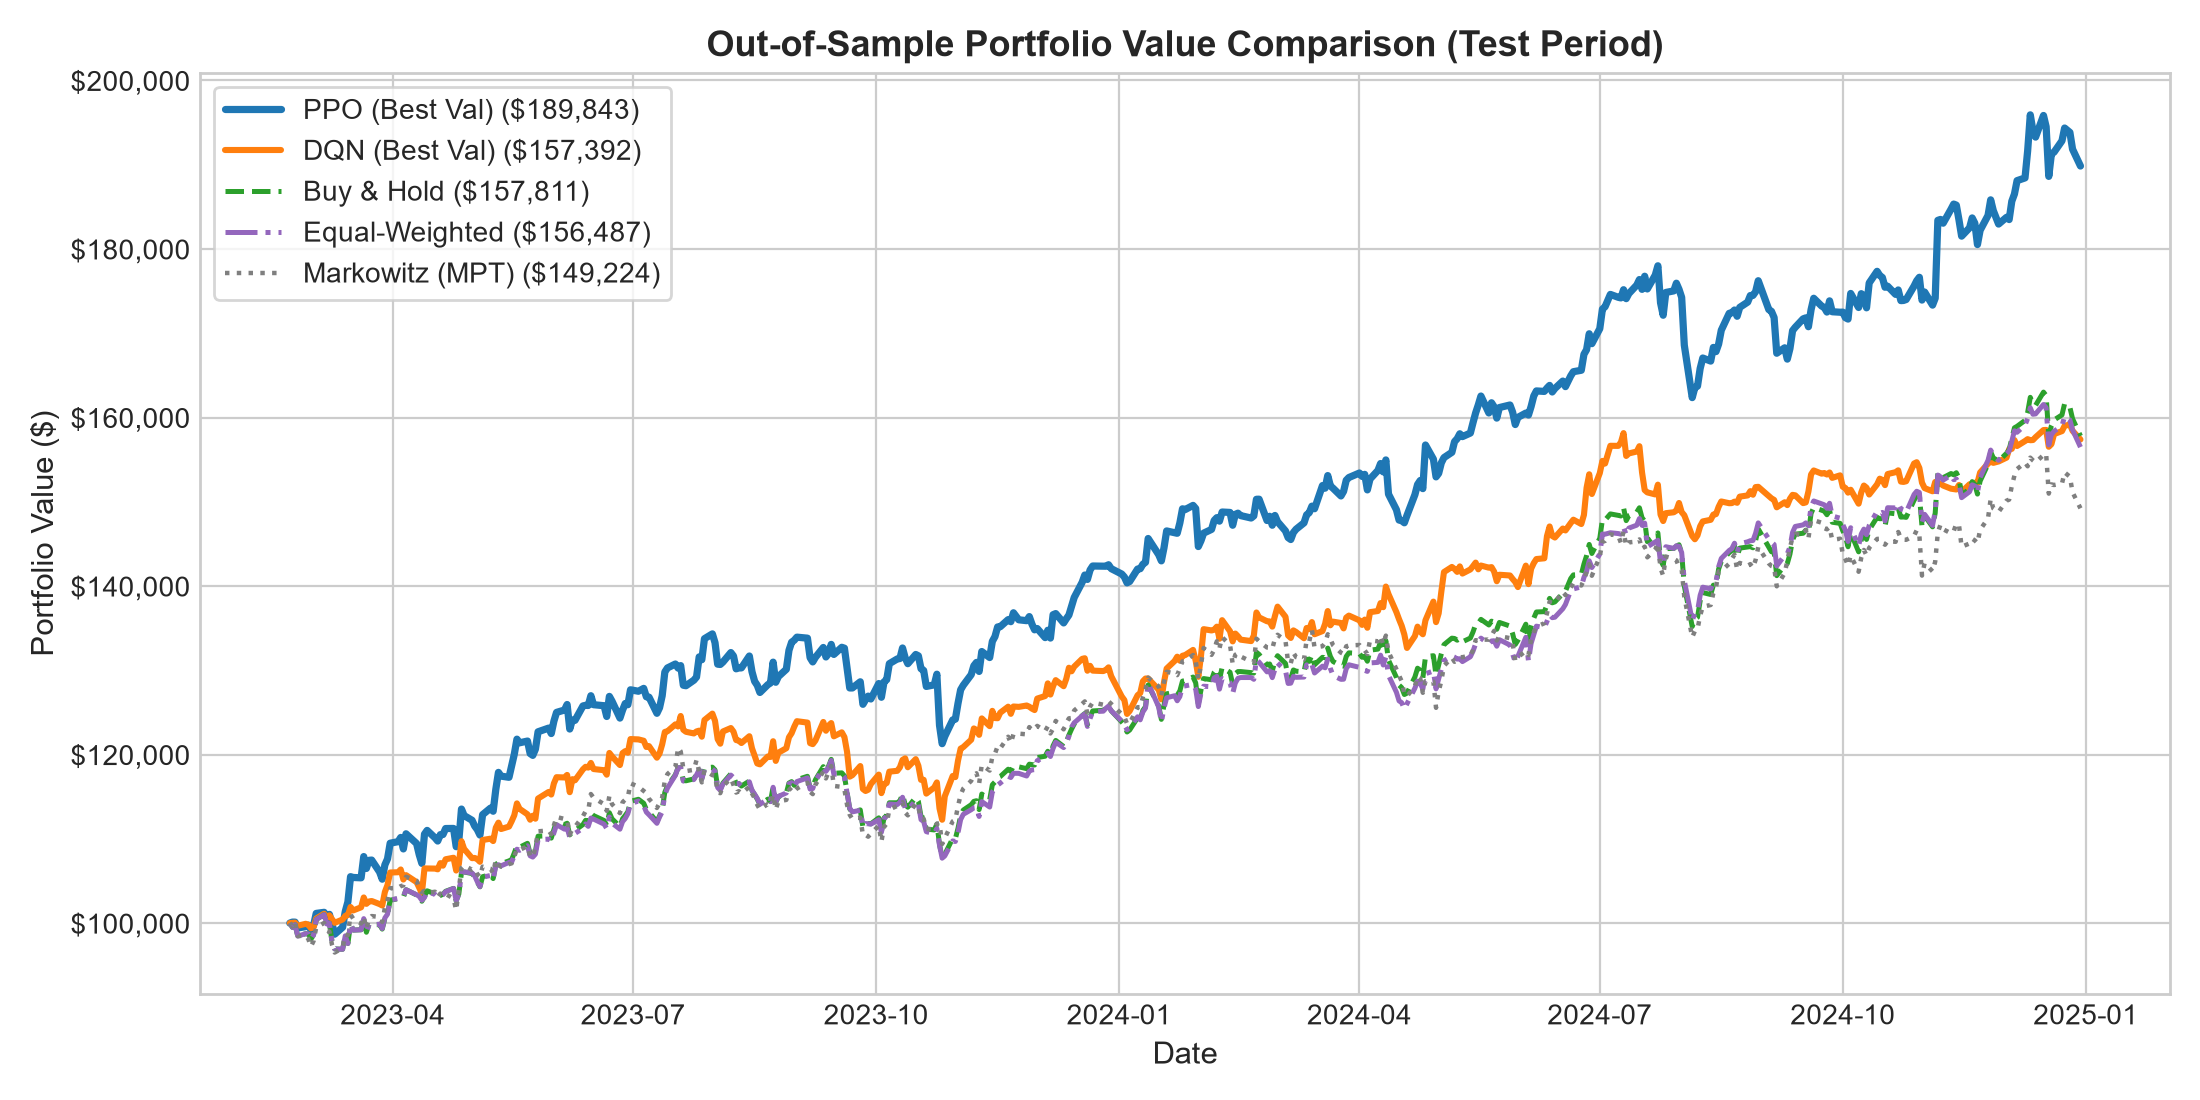 Out-of-Sample Portfolio Value Comparison (Test Period)
$200,000
$180,000
$160,000
$140,000
$120,000
$100,000
Portfolio Value ($)
PPO (Best Val) ($189,843)
DQN (Best Val) ($157,392)
Buy & Hold ($157,811)
Equal-Weighted ($156,487)
Markowitz (MPT) ($149,224)
2023-04
2023-07
2023-10
2024-01
2024-04
2024-07
2024-10
2025-01
Date